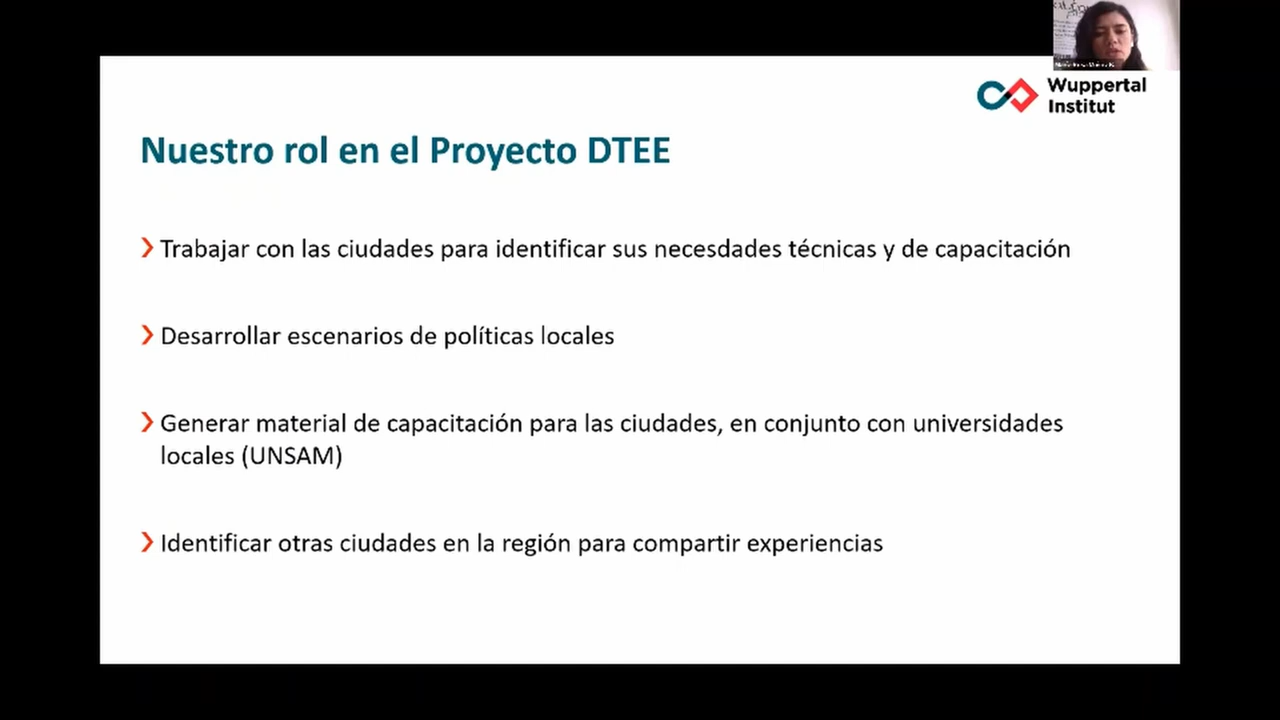 Wuppertal
Institut
Nuestro rol en el Proyecto DTEE
Trabajar con las ciudades para identificar sus necesdades técnicas y de capacitación
Desarrollar escenarios de políticas locales
Generar material de capacitación para las ciudades, en conjunto con universidades
locales (UNSAM)
Identificar otras ciudades en la región para compartir experiencias